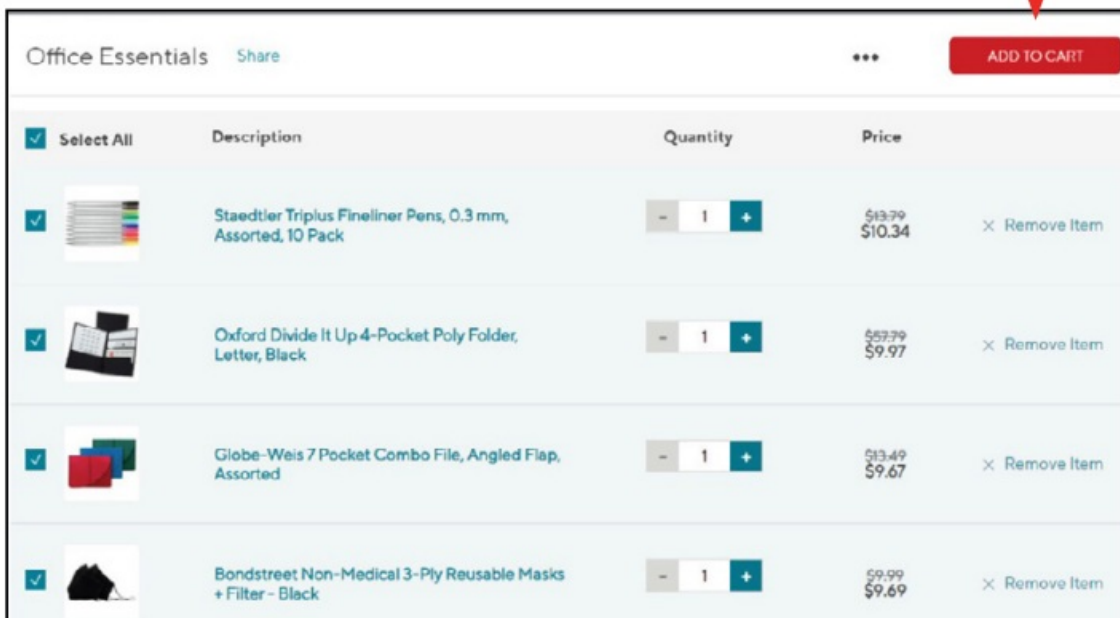 Office Essentials Share ••• ADD TO CART
Select All Description Quantity Price
Staedtler Triplus Fineliner Pens, 0.3 mm,
Assorted, 10 Pack
- 1 +
$13.79
$10.34
× Remove Item
Oxford Divide It Up 4-Pocket Poly Folder,
Letter, Black
- 1 +
$57.79
$9.97
× Remove Item
Globe-Weis 7 Pocket Combo File, Angled Flap,
Assorted
- 1 +
$13.49
$9.67
× Remove Item
Bondstreet Non-Medical 3-Ply Reusable Masks
+ Filter - Black
- 1 +
$9.99
$9.69
× Remove Item